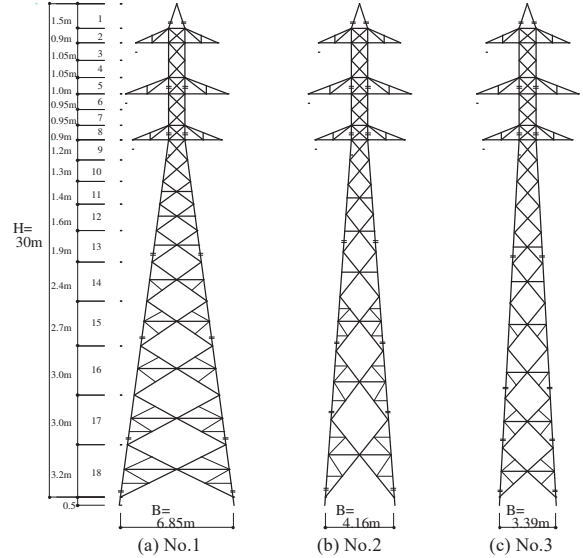 1.5m 1
0.9m 2
1.05m 3
1.05m 4
1.0m 5
0.95m 6
0.95m 7
0.9m 8
1.2m 9
1.3m 10
1.4m 11
1.6m 12
H=
30m
1.9m 13
2.4m 14
2.7m 15
3.0m 16
3.0m 17
3.2m 18
0.5
B=
6.85m
B=
4.16m
B=
3.39m
(a) No.1
(b) No.2
(c) No.3